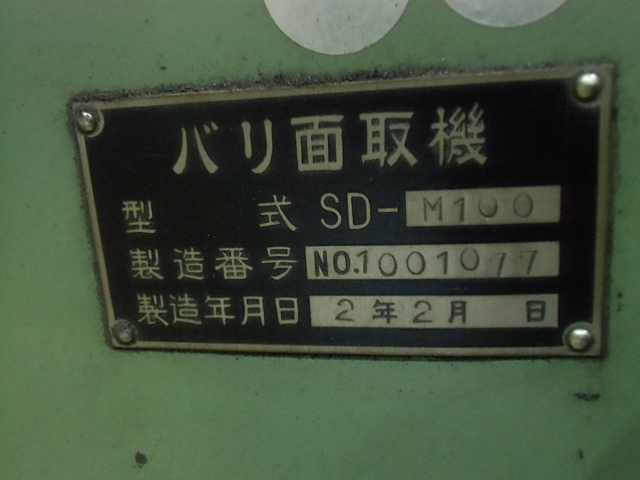 バリ面取機
型式 SD-M100
製造番号 NO.1001077
製造年月日 2年2月 日